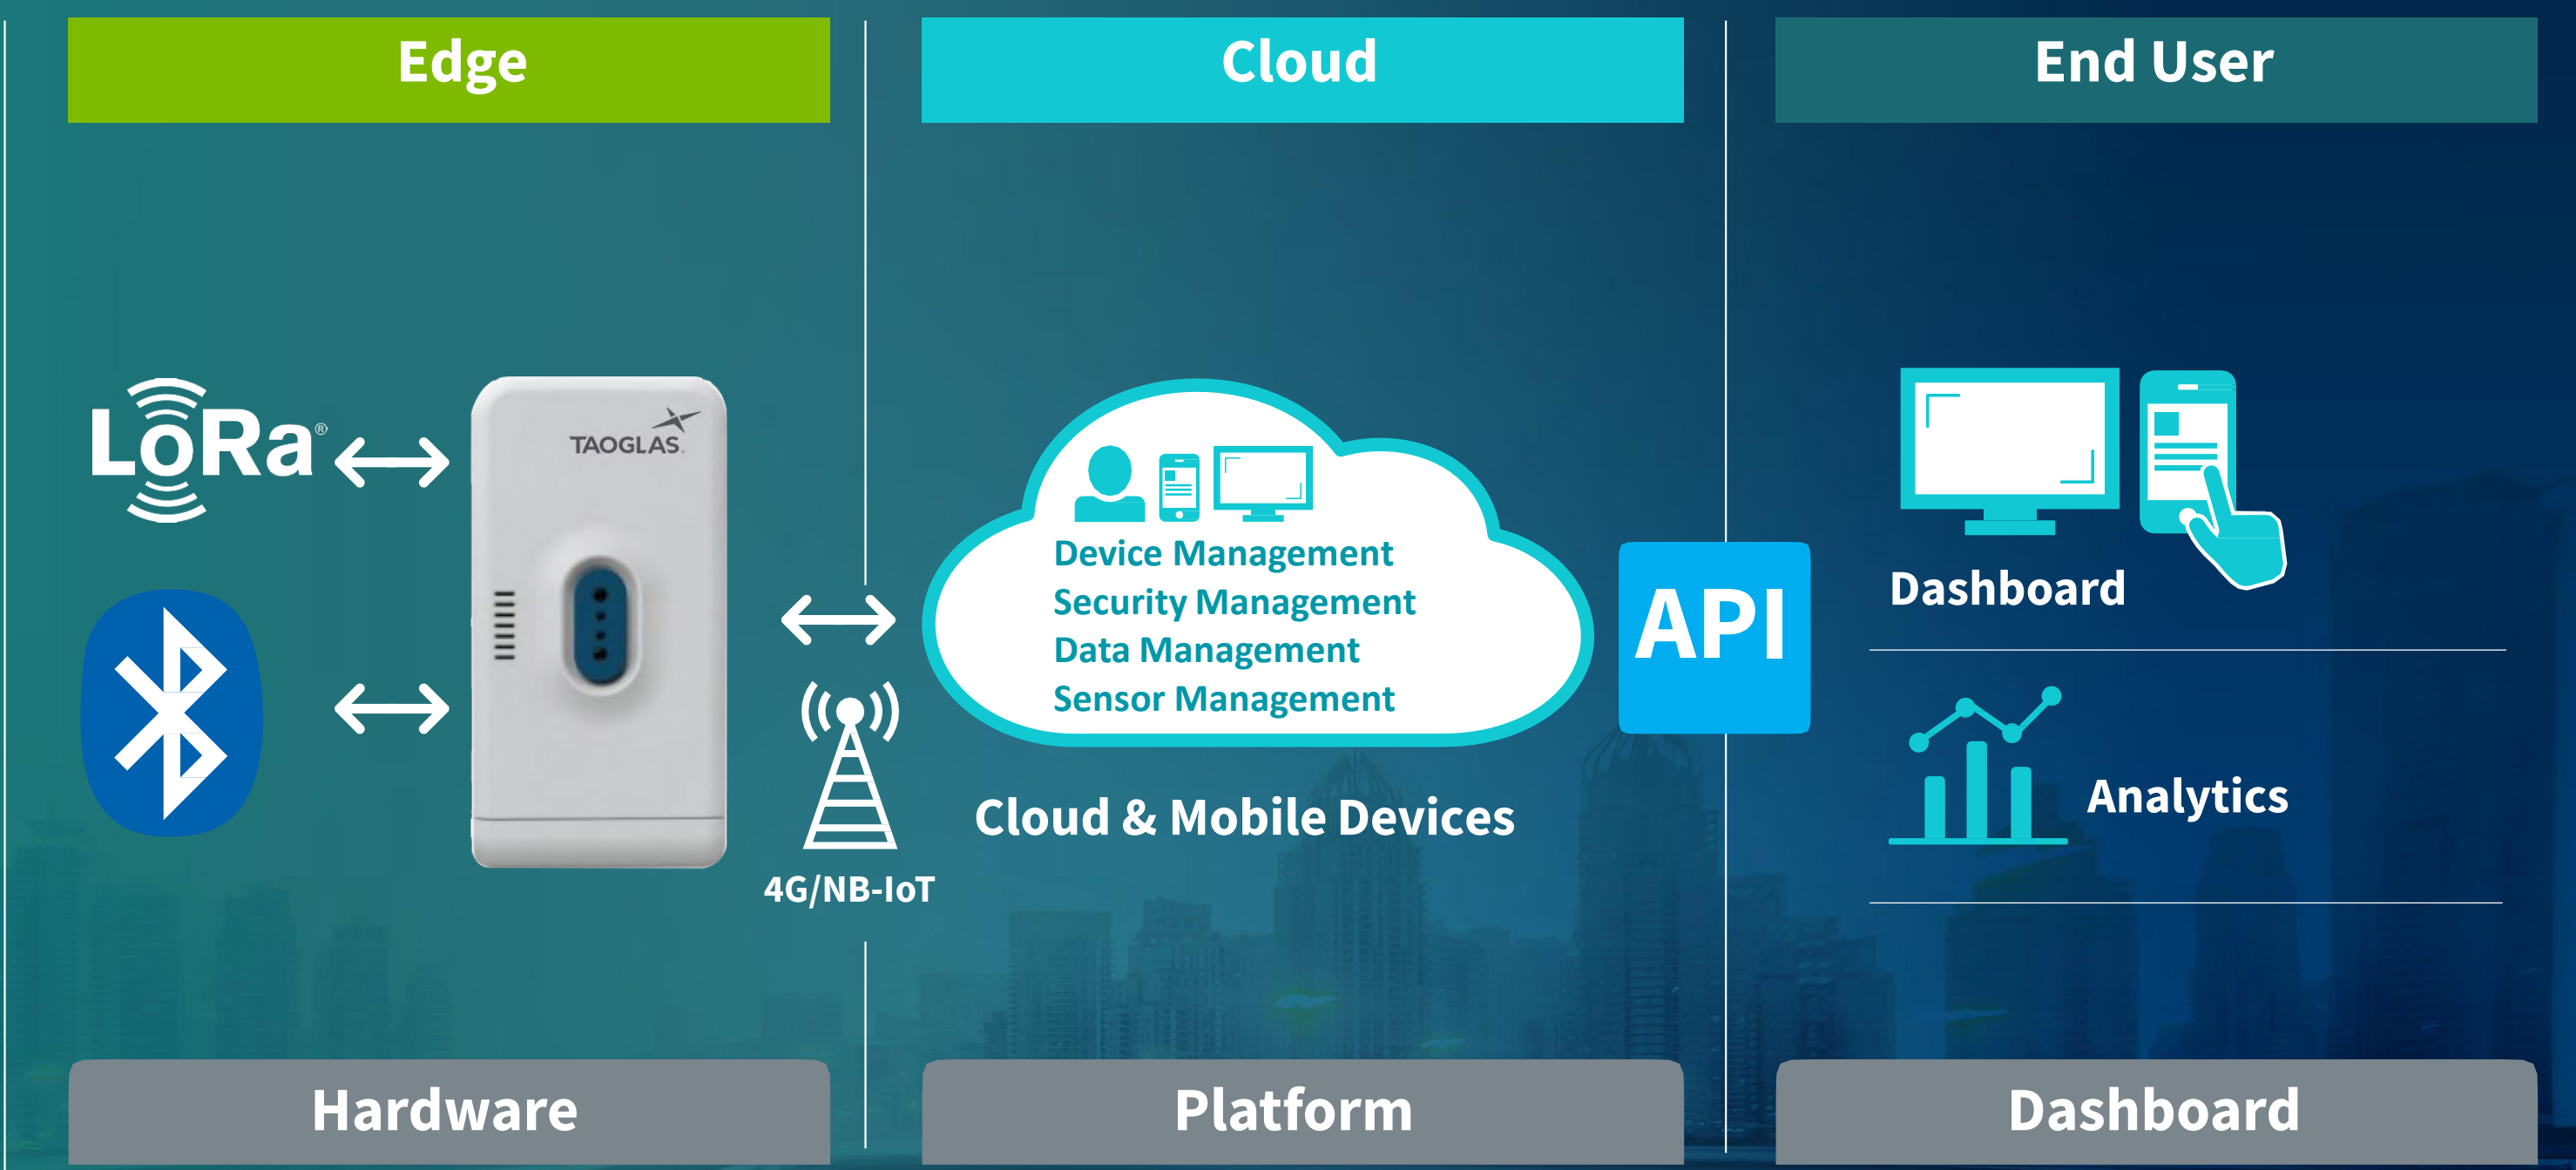 Edge
Cloud
End User
LoRa®
TAOGLAS
Device Management
Security Management
Data Management
Sensor Management
API
Dashboard
Cloud & Mobile Devices
4G/NB-IoT
Analytics
Hardware
Platform
Dashboard